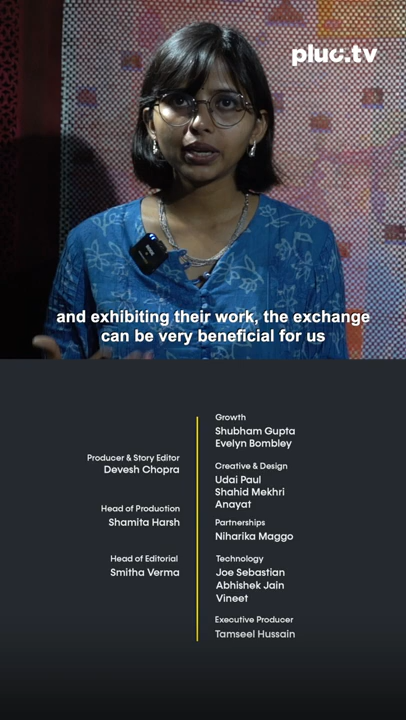 pluc.tv
and exhibiting their work, the exchange
can be very beneficial for us
Producer & Story Editor
Devesh Chopra
Head of Production
Shamita Harsh
Head of Editorial
Smitha Verma
Growth
Shubham Gupta
Evelyn Bombley
Creative & Design
Udai Paul
Shahid Mekhri
Anayat
Partnerships
Niharika Maggo
Technology
Joe Sebastian
Abhishek Jain
Vineet
Executive Producer
Tamseel Hussain